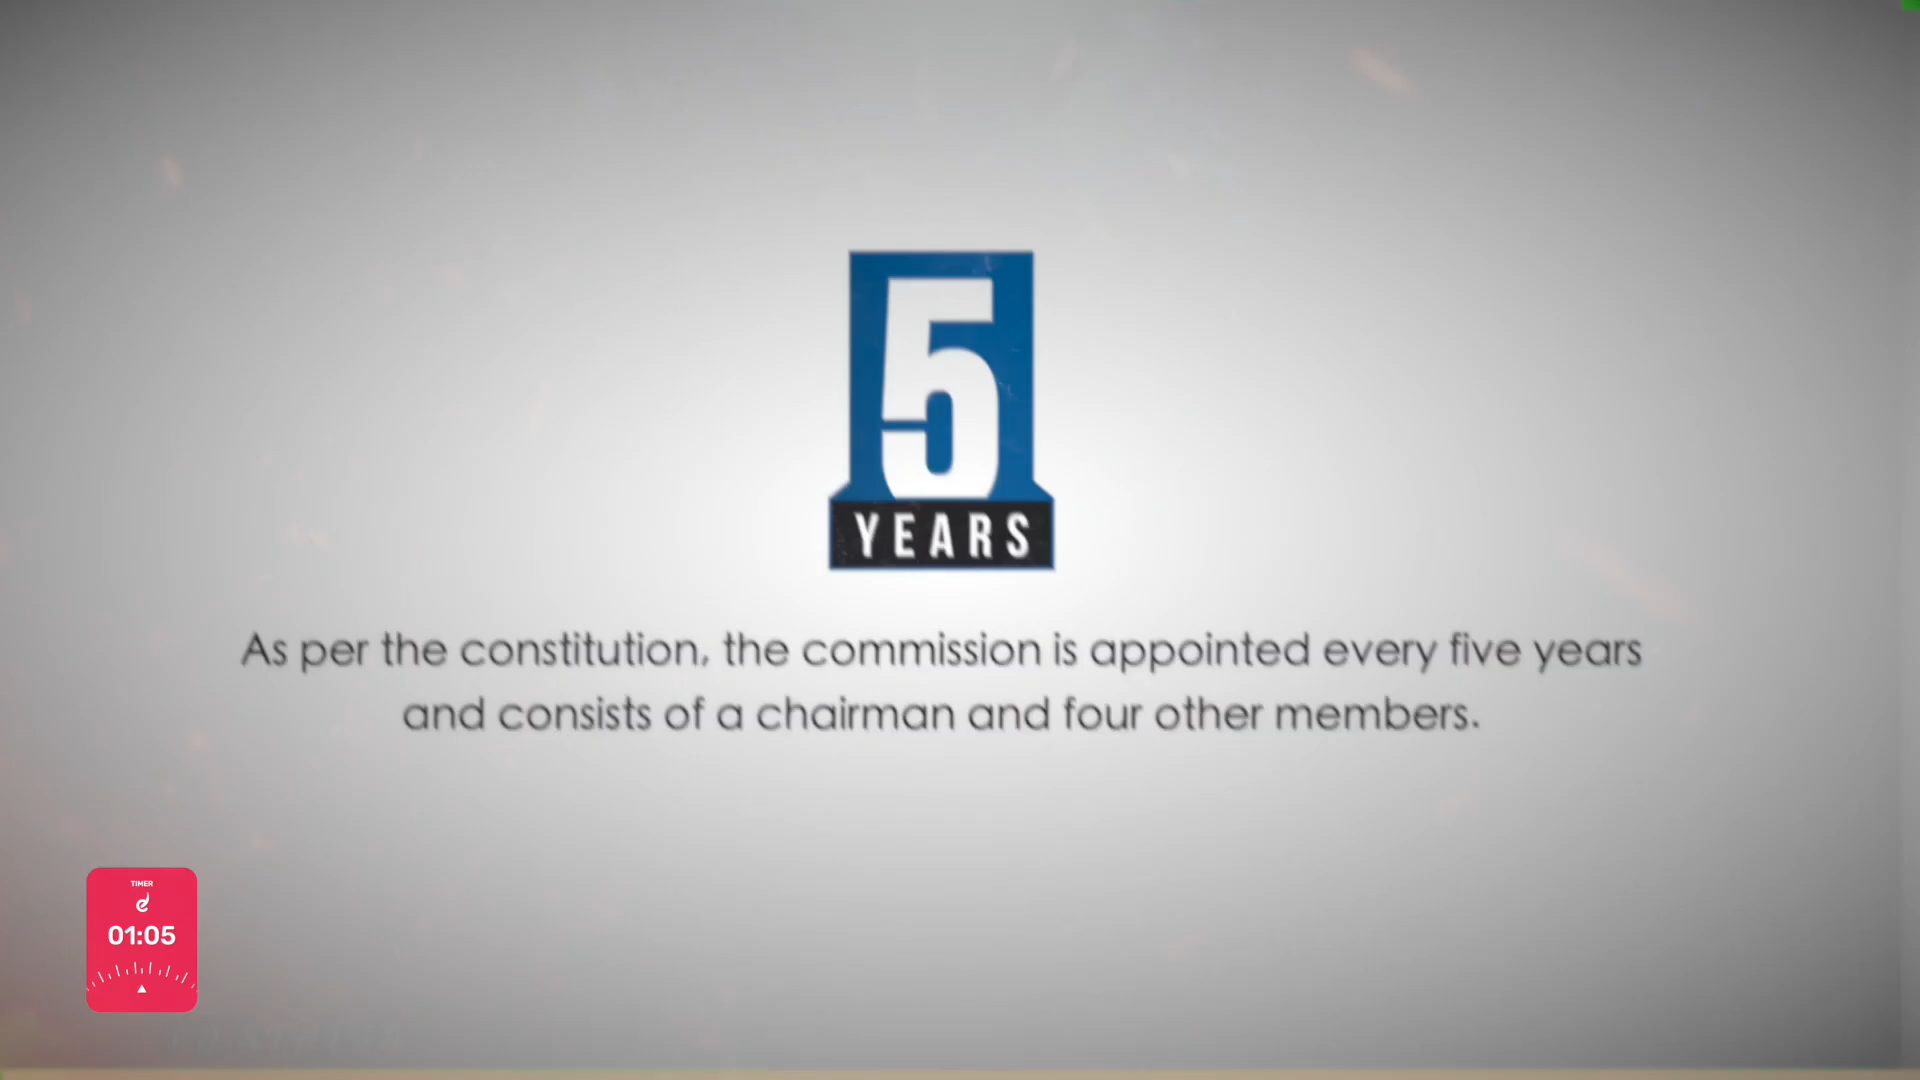 5
YEARS
As per the constitution, the commission is appointed every five years
and consists of a chairman and four other members.
TIMER
01:05